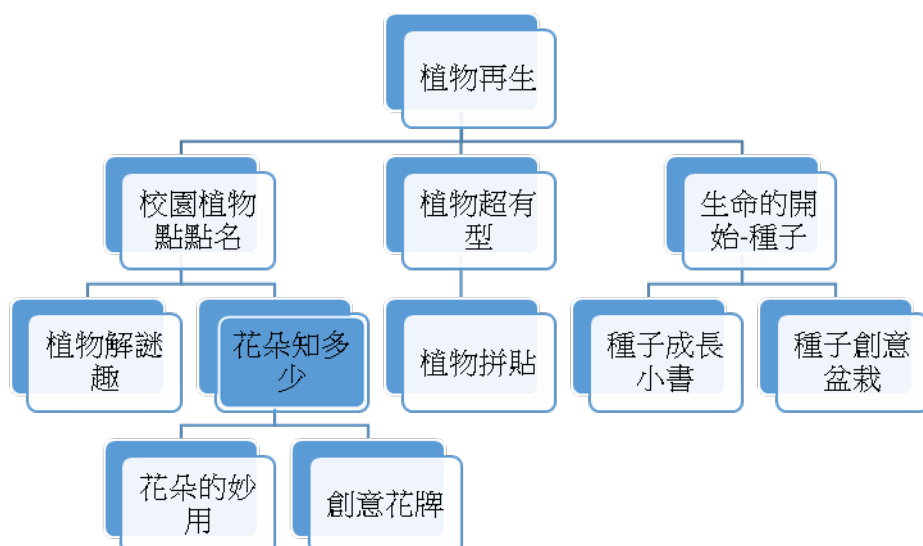 植物再生
校園植物
點點名
植物超有
型
生命的開
始-種子
植物解謎
趣
花朵知多
少
植物拼貼
種子成長
小書
種子創意
盆栽
花朵的妙
用
創意花牌